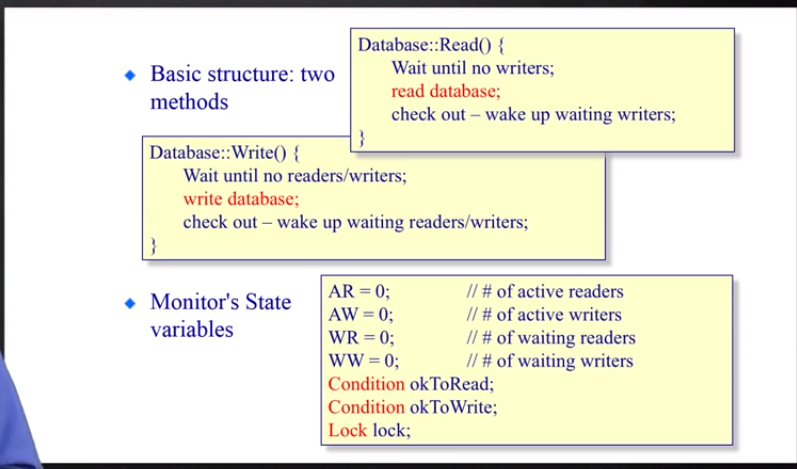 Basic structure: two
methods
Database::Read() {
Wait until no writers;
read database;
check out – wake up waiting writers;
}
Database::Write() {
Wait until no readers/writers;
write database;
check out – wake up waiting readers/writers;
}
Monitor's State
variables
AR = 0; // # of active readers
AW = 0; // # of active writers
WR = 0; // # of waiting readers
WW = 0; // # of waiting writers
Condition okToRead;
Condition okToWrite;
Lock lock;